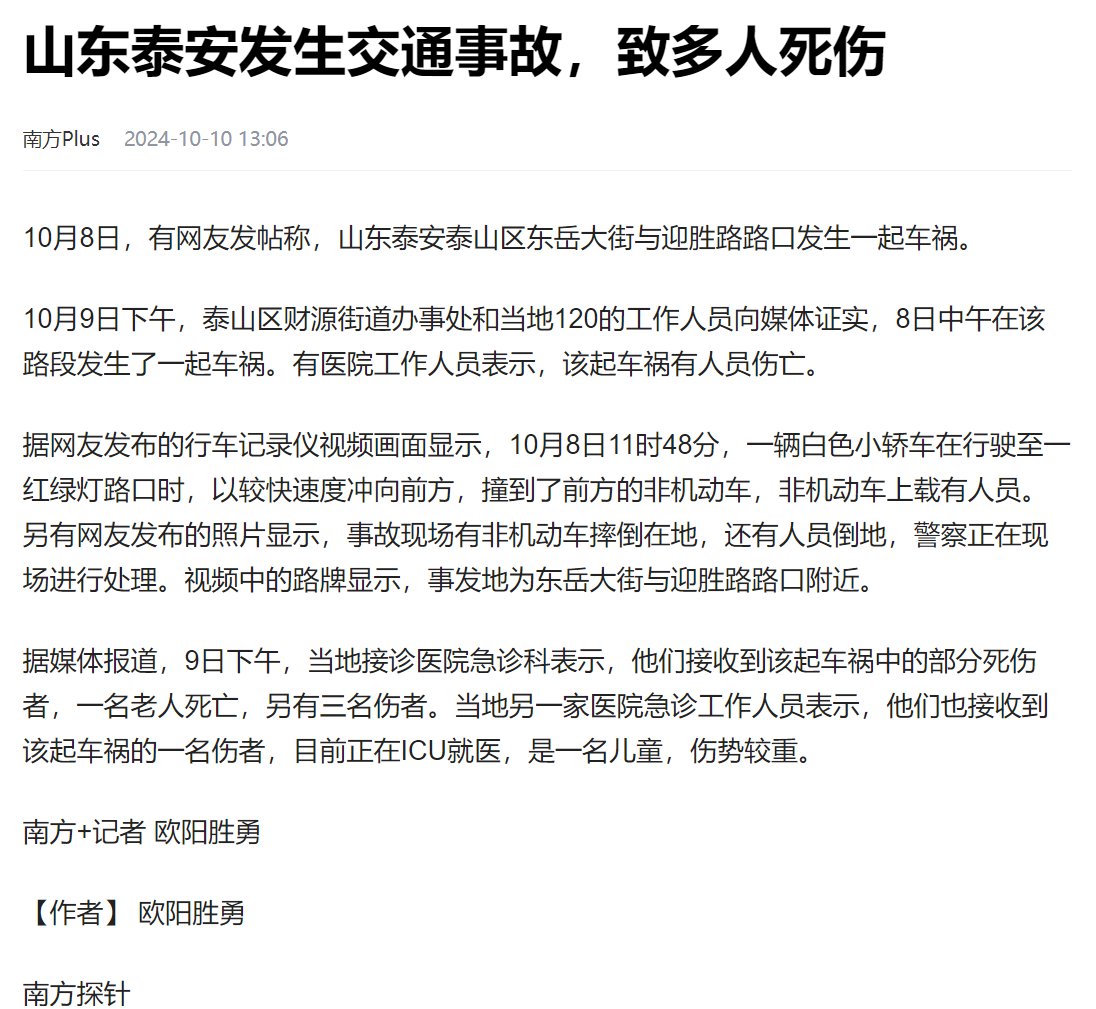 山东泰安发生交通事故，致多人死伤
南方Plus 2024-10-10 13:06
10月8日，有网友发帖称，山东泰安泰山区东岳大街与迎胜路路口发生一起车祸。
10月9日下午，泰山区财源街道办事处和当地120的工作人员向媒体证实，8日中午在该
路段发生了一起车祸。有医院工作人员表示，该起车祸有人员伤亡。
据网友发布的行车记录仪视频画面显示，10月8日11时48分，一辆白色小轿车在行驶至一
红绿灯路口时，以较快速度冲向前方，撞到了前方的非机动车，非机动车上载有人员。
另有网友发布的照片显示，事故现场有非机动车摔倒在地，还有人员倒地，警察正在现
场进行处理。视频中的路牌显示，事发地为东岳大街与迎胜路路口附近。
据媒体报道，9日下午，当地接诊医院急诊科表示，他们接收到该起车祸中的部分死伤
者，一名老人死亡，另有三名伤者。当地另一家医院急诊工作人员表示，他们也接收到
该起车祸的一名伤者，目前正在ICU就医，是一名儿童，伤势较重。
南方+记者 欧阳胜勇
【作者】 欧阳胜勇
南方探针